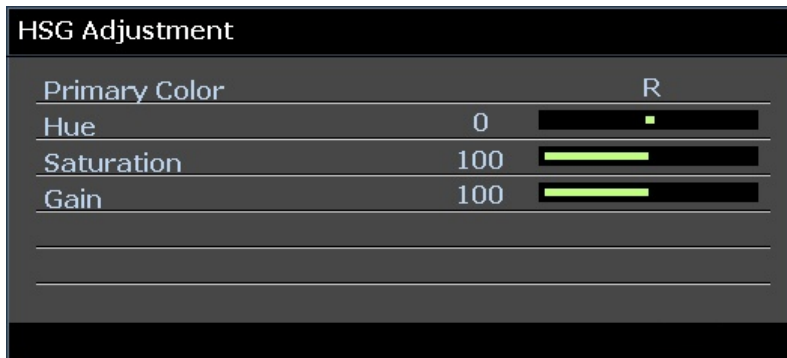 HSG Adjustment
Primary Color R
Hue 0
Saturation 100
Gain 100